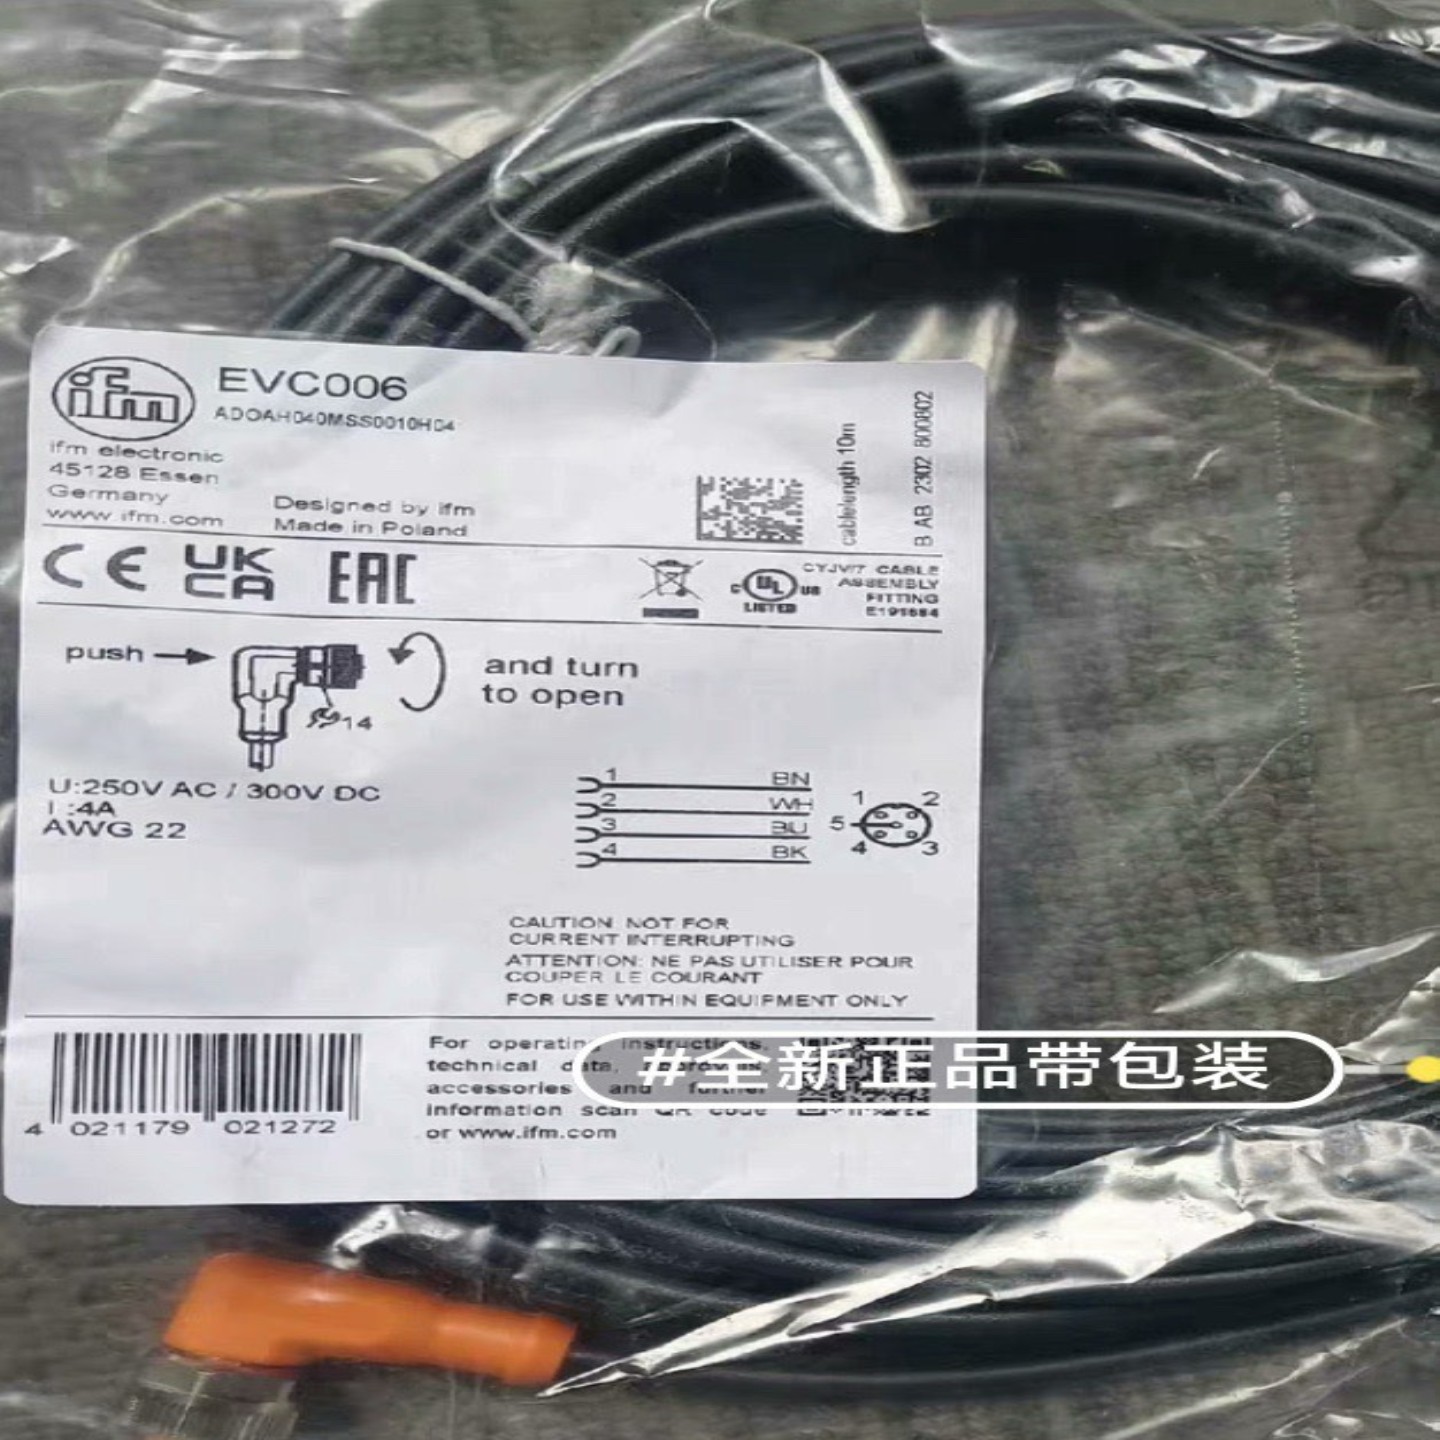 ifm
EVC006
ADOAH040MSS0010H04
ifm electronic
45128 Essen
Germany
www.ifm.com
Designed by ifm
Made in Poland
cablelength 10m
B AB 2302 800802
CE UK CA EAC
C UL US
LISTED
CYJV/7 CABLE
ASSEMBLY
FITTING
E191684
push
14
and turn
to open
U:250V AC / 300V DC
I :4A
AWG 22
1 BN
2 WH
3 BU
4 BK
1 2
5
4 3
CAUTION NOT FOR
CURRENT INTERRUPTING
ATTENTION: NE PAS UTILISER POUR
COUPER LE COURANT
FOR USE WITHIN EQUIPMENT ONLY
4 021179 021272
For operating instructions,
technical data, approvals,
accessories and further
information scan QR code
or www.ifm.com
#全新正品带包装